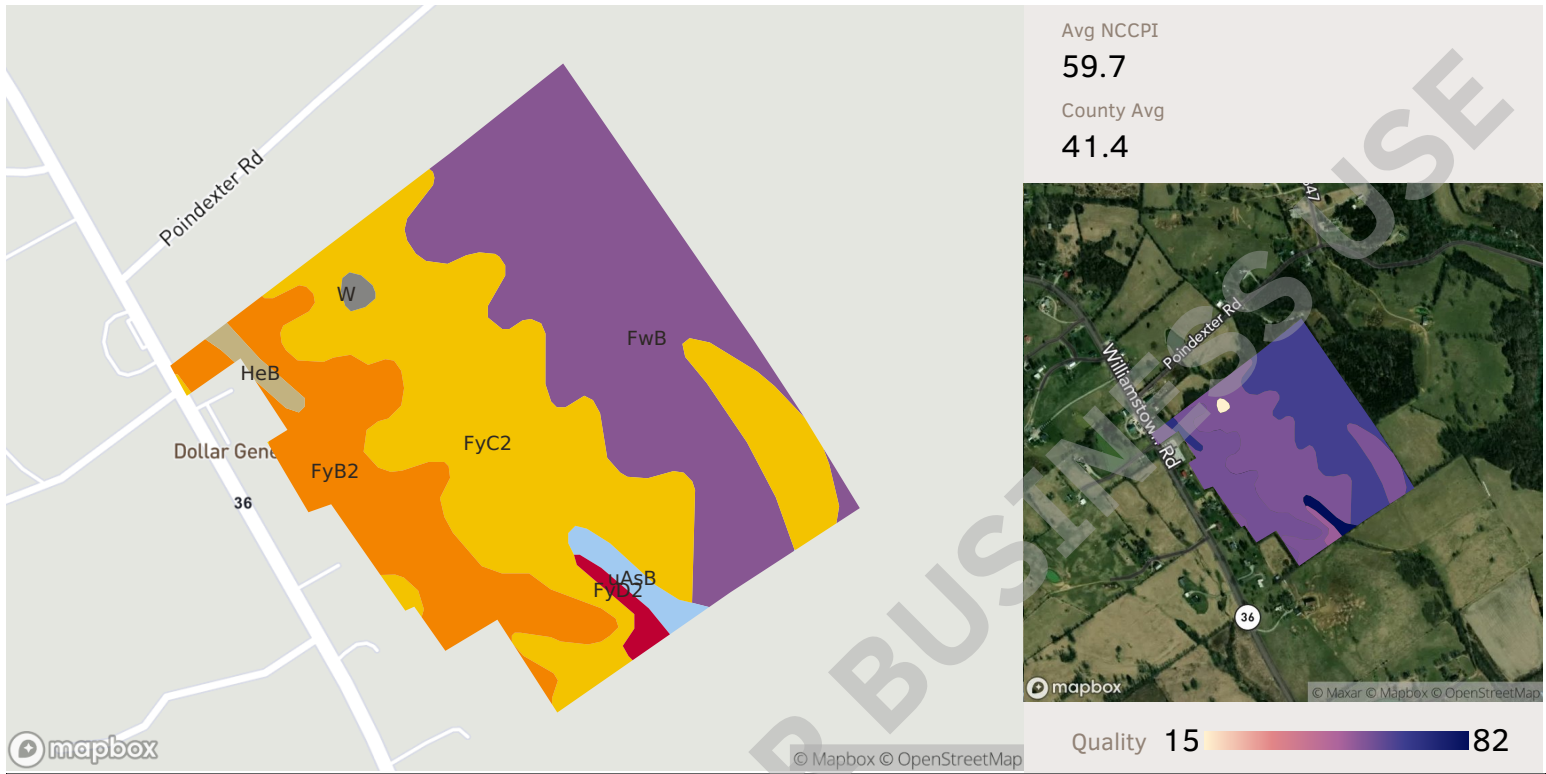 Poindexter Rd
W
FwB
HeB
FyC2
Dollar Gene
FyB2
36
uAsB
FyD2
mapbox
© Mapbox © OpenStreetMap
Avg NCCPI
59.7
County Avg
41.4
R BUSINESS USE
Poindexter Rd
Williamstow... Rd
36
mapbox
© Maxar © Mapbox © OpenStreetMap
Quality 15 82